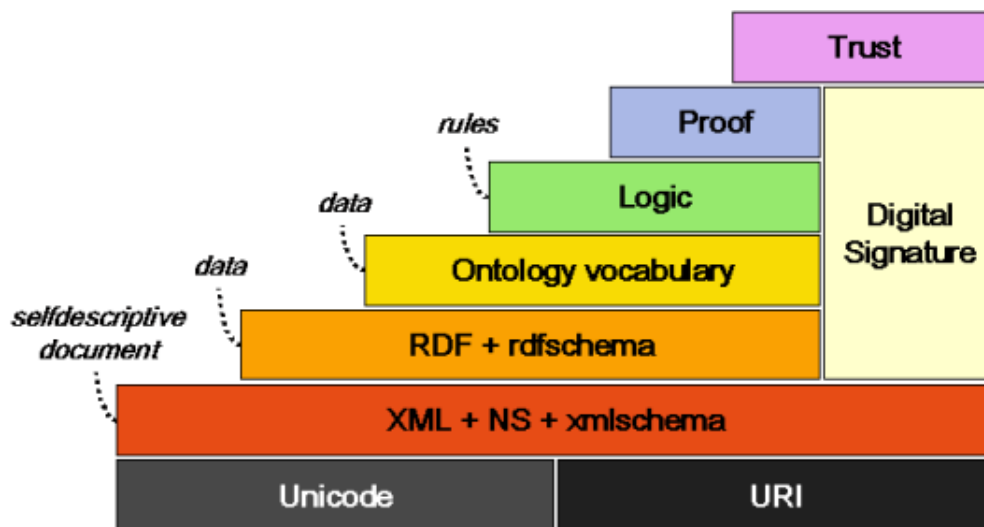 Trust
Proof
rules
Logic
Digital
Signature
data
Ontology vocabulary
data
RDF + rdfschema
selfdescriptive
document
XML + NS + xmlschema
Unicode
URI